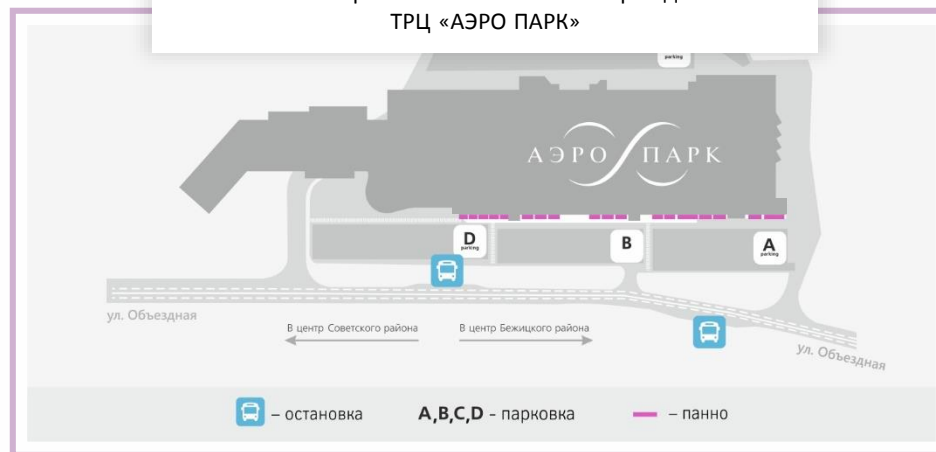 ТРЦ «АЭРО ПАРК»
parking
АЭРО ПАРК
D
parking
B
A
parking
ул. Объездная
В центр Советского района
В центр Бежицкого района
ул. Объездная
– остановка
A,B,C,D - парковка
– панно